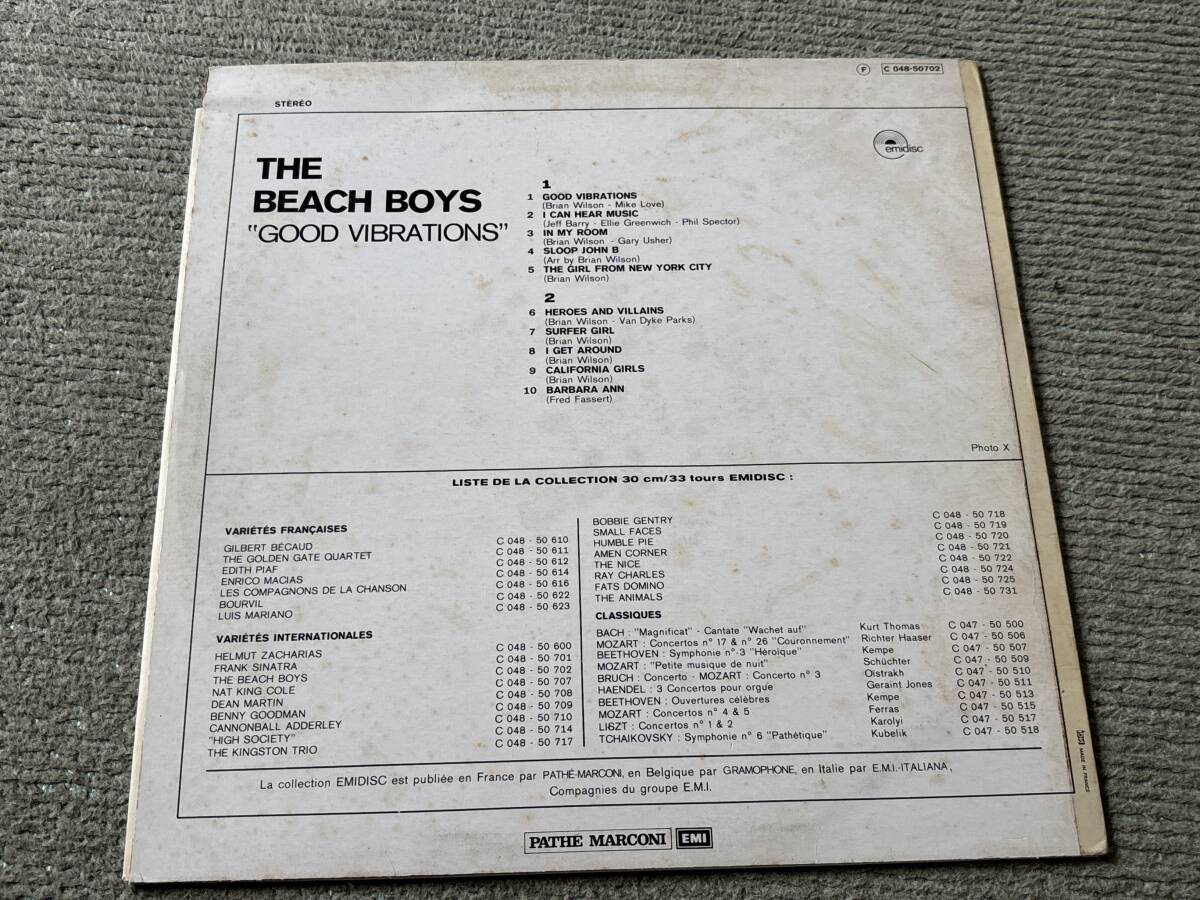 F C 048-50702
STÉRÉO
emidisc
THE
BEACH BOYS
"GOOD VIBRATIONS"
1
1 GOOD VIBRATIONS
(Brian Wilson - Mike Love)
2 I CAN HEAR MUSIC
(Jeff Barry - Ellie Greenwich - Phil Spector)
3 IN MY ROOM
(Brian Wilson - Gary Usher)
4 SLOOP JOHN B
(Arr by Brian Wilson)
5 THE GIRL FROM NEW YORK CITY
(Brian Wilson)
2
6 HEROES AND VILLAINS
(Brian Wilson - Van Dyke Parks)
7 SURFER GIRL
(Brian Wilson)
8 I GET AROUND
(Brian Wilson)
9 CALIFORNIA GIRLS
(Brian Wilson)
10 BARBARA ANN
(Fred Fassert)
Photo X
LISTE DE LA COLLECTION 30 cm/33 tours EMIDISC :
VARIÉTÉS FRANÇAISES
GILBERT BÉCAUD C 048 - 50 610
THE GOLDEN GATE QUARTET C 048 - 50 611
EDITH PIAF C 048 - 50 612
ENRICO MACIAS C 048 - 50 614
LES COMPAGNONS DE LA CHANSON C 048 - 50 616
BOURVIL C 048 - 50 622
LUIS MARIANO C 048 - 50 623
VARIÉTÉS INTERNATIONALES
HELMUT ZACHARIAS C 048 - 50 600
FRANK SINATRA C 048 - 50 701
THE BEACH BOYS C 048 - 50 702
NAT KING COLE C 048 - 50 707
DEAN MARTIN C 048 - 50 708
BENNY GOODMAN C 048 - 50 709
CANNONBALL ADDERLEY C 048 - 50 710
"HIGH SOCIETY" C 048 - 50 714
THE KINGSTON TRIO C 048 - 50 717
BOBBIE GENTRY C 048 - 50 718
SMALL FACES C 048 - 50 719
HUMBLE PIE C 048 - 50 720
AMEN CORNER C 048 - 50 721
THE NICE C 048 - 50 722
RAY CHARLES C 048 - 50 724
FATS DOMINO C 048 - 50 725
THE ANIMALS C 048 - 50 731
CLASSIQUES
BACH : "Magnificat" - Cantate "Wachet auf" Kurt Thomas C 047 - 50 500
MOZART : Concertos n° 17 & n° 26 "Couronnement" Richter Haaser C 047 - 50 506
BEETHOVEN : Symphonie n° 3 "Héroïque" Kempe C 047 - 50 507
MOZART : "Petite musique de nuit" Schüchter C 047 - 50 509
BRUCH : Concerto - MOZART : Concerto n° 3 Oistrakh C 047 - 50 510
HAENDEL : 3 Concertos pour orgue Geraint Jones C 047 - 50 511
BEETHOVEN : Ouvertures célèbres Kempe C 047 - 50 513
MOZART : Concertos n° 4 & 5 Ferras C 047 - 50 515
LISZT : Concertos n° 1 & 2 Karolyi C 047 - 50 517
TCHAIKOVSKY : Symphonie n° 6 "Pathétique" Kubelik C 047 - 50 518
La collection EMIDISC est publiée en France par PATHÉ-MARCONI, en Belgique par GRAMOPHONE, en Italie par E.M.I.-ITALIANA,
Compagnies du groupe E.M.I.
MADE IN FRANCE
PATHE MARCONI EMI